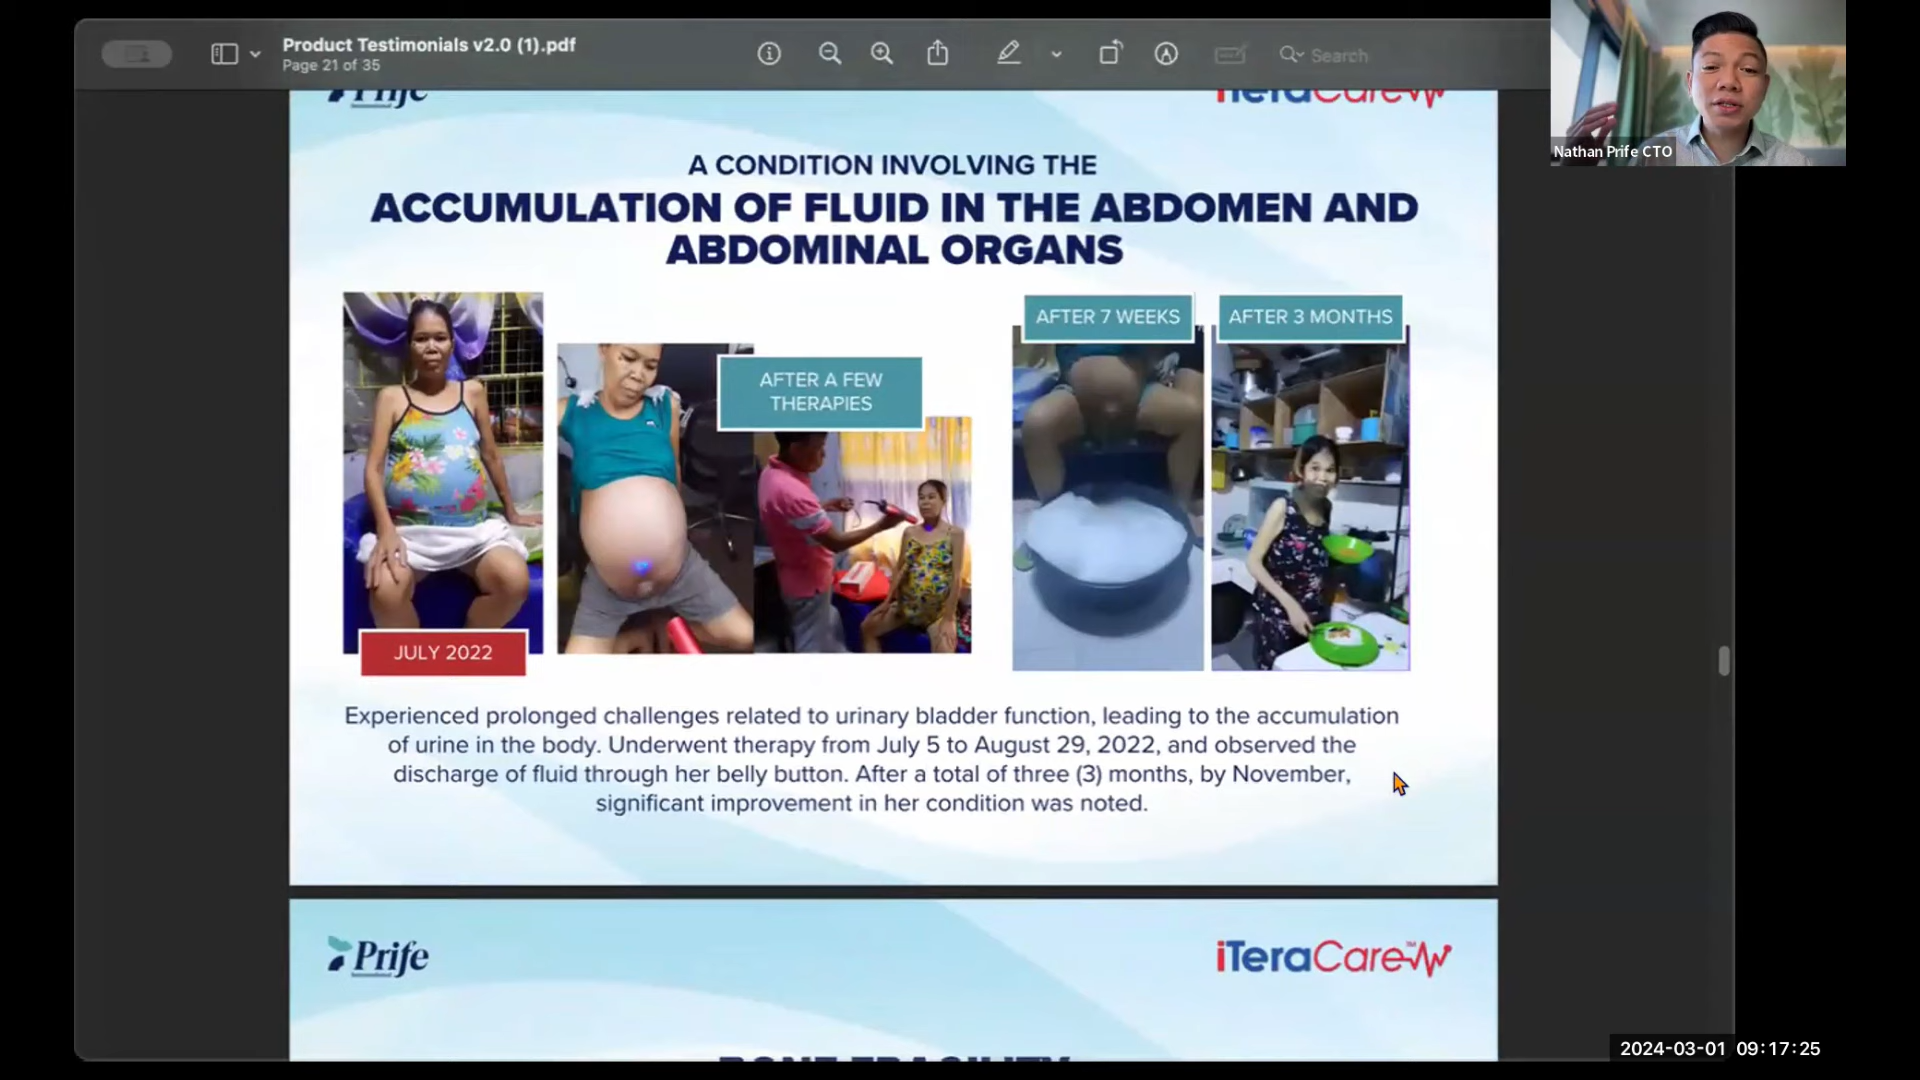 Product Testimonials v2.0 (1).pdf
Page 21 of 35
Search
Nathan Prife CTO
Prife
iTeraCare
A CONDITION INVOLVING THE
ACCUMULATION OF FLUID IN THE ABDOMEN AND
ABDOMINAL ORGANS
AFTER 7 WEEKS
AFTER 3 MONTHS
AFTER A FEW
THERAPIES
JULY 2022
Experienced prolonged challenges related to urinary bladder function, leading to the accumulation
of urine in the body. Underwent therapy from July 5 to August 29, 2022, and observed the
discharge of fluid through her belly button. After a total of three (3) months, by November,
significant improvement in her condition was noted.
Prife
iTeraCare™
BONE FRAGILITY
2024-03-01 09:17:25